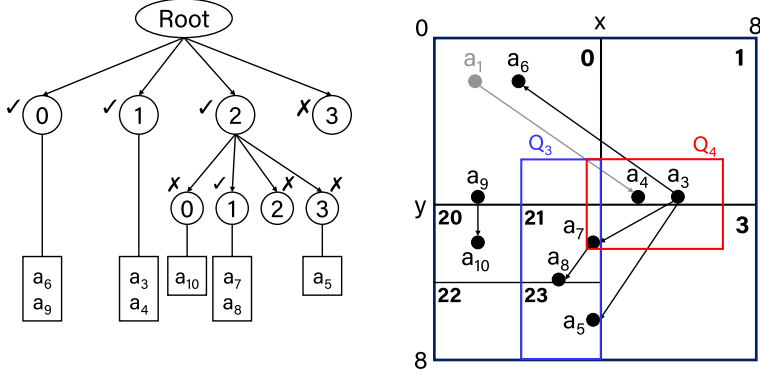 Root
✓ 0
✓ 1
✓ 2
✗ 3
✗ 0
✓ 1
2 ✗
3 ✗
a6
a9
a3
a4
a10
a7
a8
a5
0
x
8
0
1
a1
a6
Q3
Q4
a9
a4
a3
y
20
21
3
a7
a10
a8
22
23
a5
8